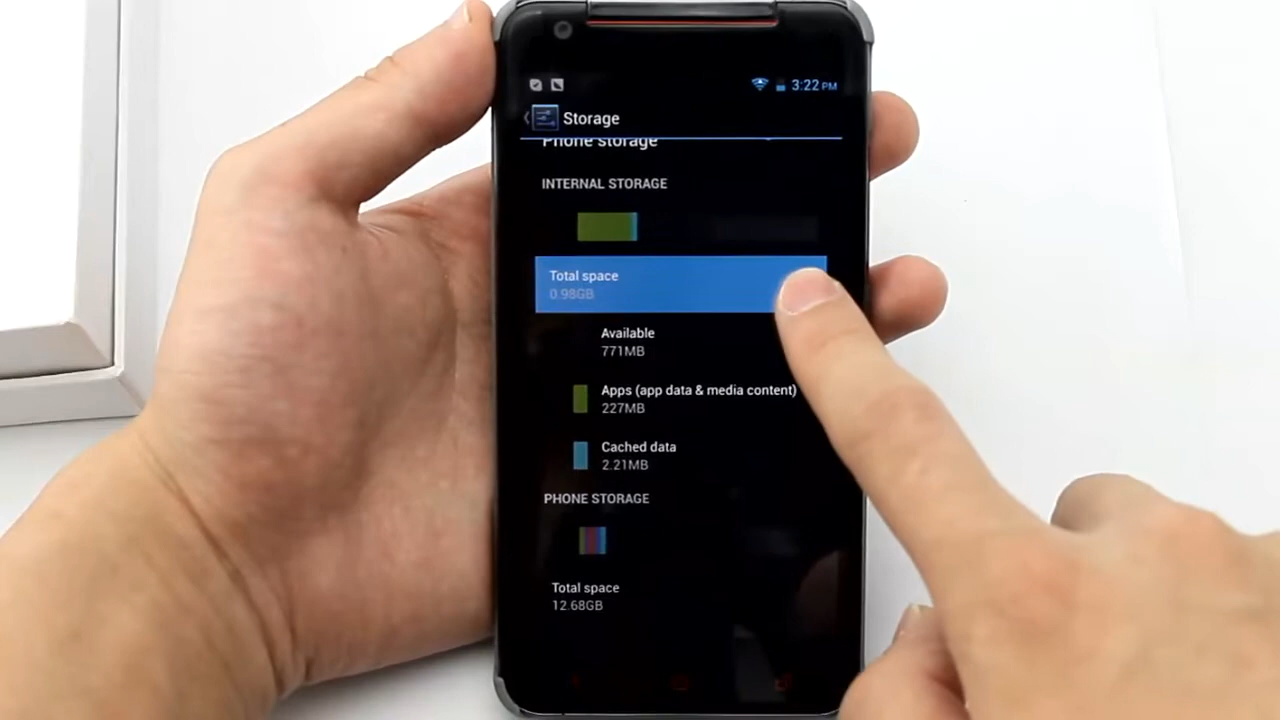 3:22 PM
Storage
Phone storage
INTERNAL STORAGE
Total space
0.98GB
Available
771MB
Apps (app data & media content)
227MB
Cached data
2.21MB
PHONE STORAGE
Total space
12.68GB